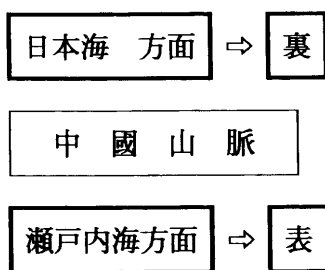 日本海　方面 ⇨ 裏
中　國　山　脈
瀬戸内海方面 ⇨ 表